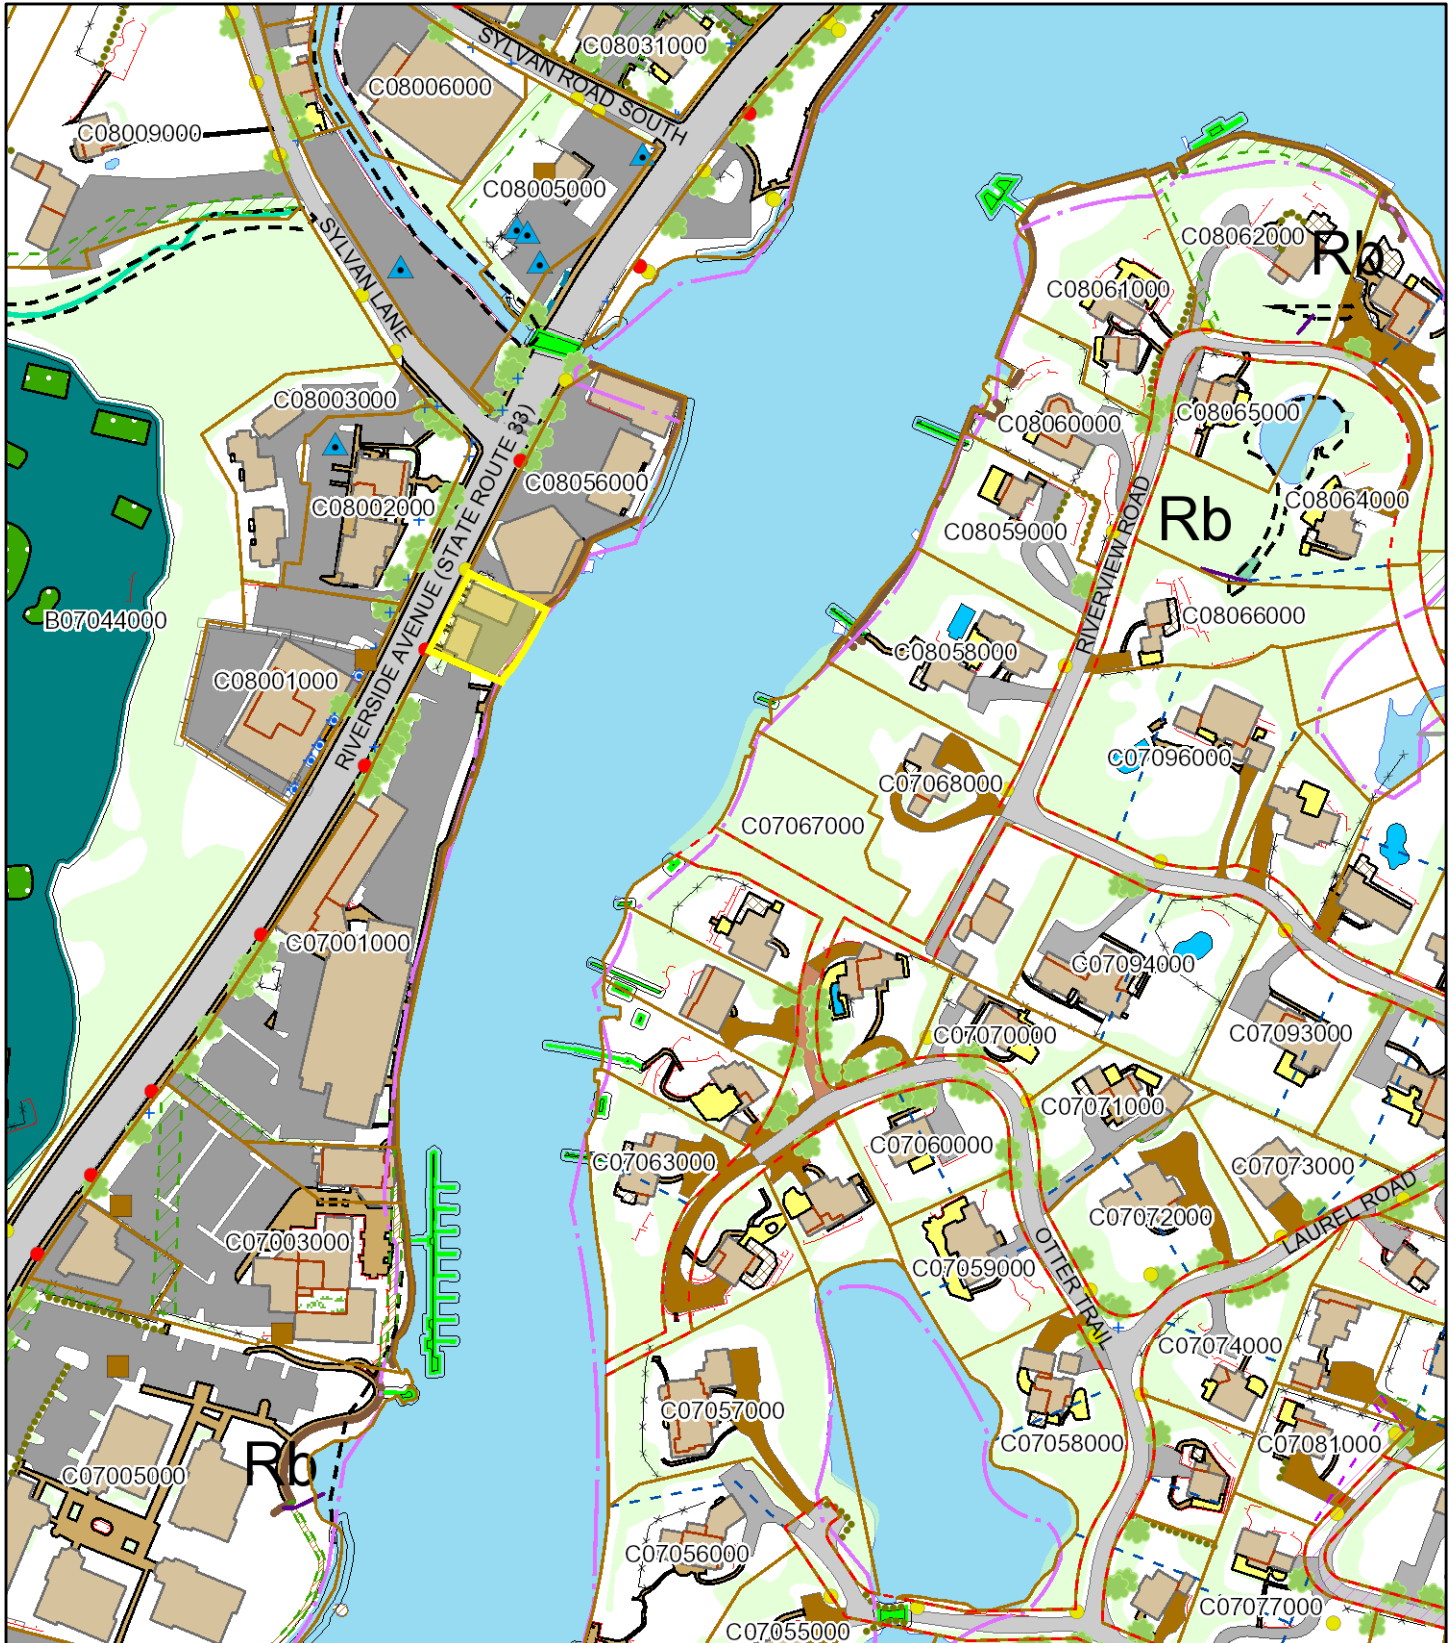 SYLVAN ROAD SOUTH
C08031000
C08006000
C08009000
C08005000
SYLVAN LANE
C08062000
Rb
C08061000
C08003000
RIVERSIDE AVENUE (STATE ROUTE 33)
C08065000
C08060000
C08056000
C08002000
C08064000
C08059000
Rb
RIVERVIEW ROAD
B07044000
C08066000
C08058000
C08001000
C07096000
C07068000
C07067000
C07001000
C07094000
C07070000
C07093000
C07071000
C07060000
C07063000
C07073000
C07072000
LAUREL ROAD
C07003000
C07059000
OTTER TRAIL
C07074000
C07057000
C07058000
C07081000
Rb
C07005000
C07056000
C07077000
C07055000